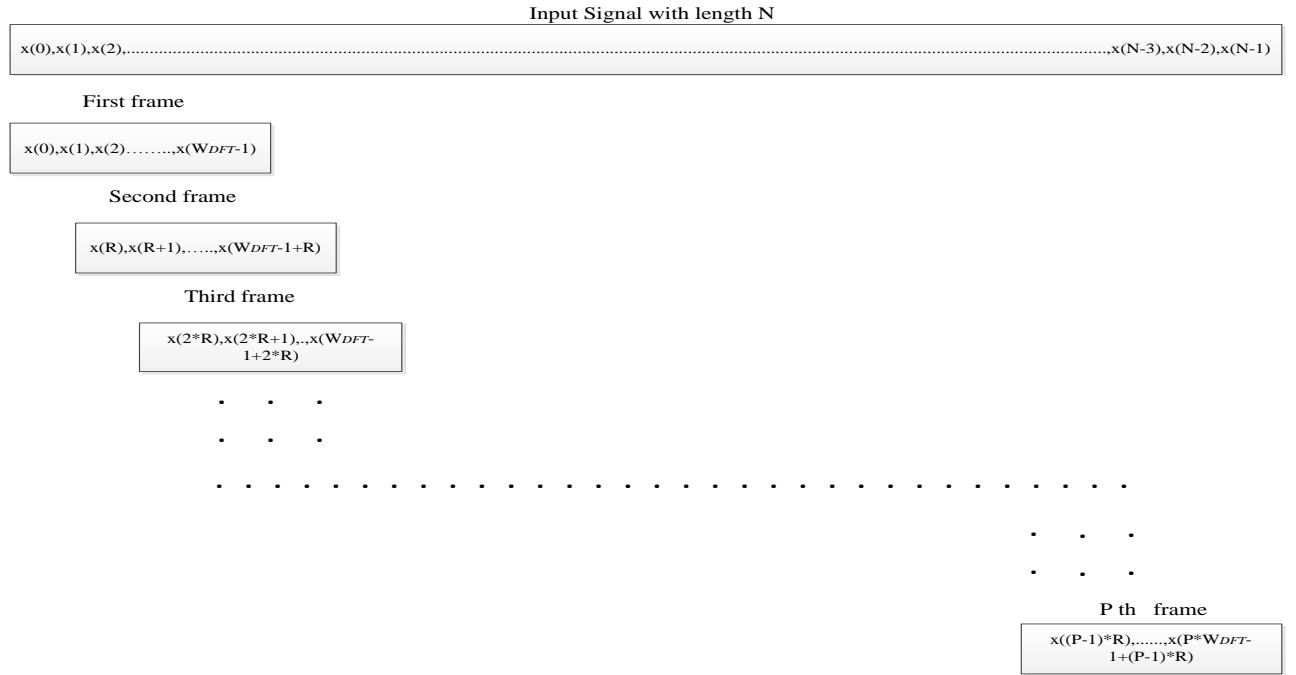 Input Signal with length N
x(0),x(1),x(2),..........................................................................................................................................................................,x(N-3),x(N-2),x(N-1)
First frame
x(0),x(1),x(2)……..,x(WDFT-1)
Second frame
x(R),x(R+1),…..,x(WDFT-1+R)
Third frame
x(2*R),x(2*R+1),.,x(WDFT-
1+2*R)
P th frame
x((P-1)*R),......,x(P*WDFT-
1+(P-1)*R)